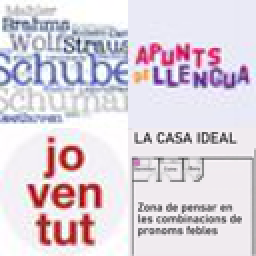 Mahler
Brahms
Wolf Strauss
Schube
Schuman
Beethoven
APUNTS
DE LLENGUA
jo
ven
tut
LA CASA IDEAL
Zona de pensar en
les combinacions de
pronoms febles